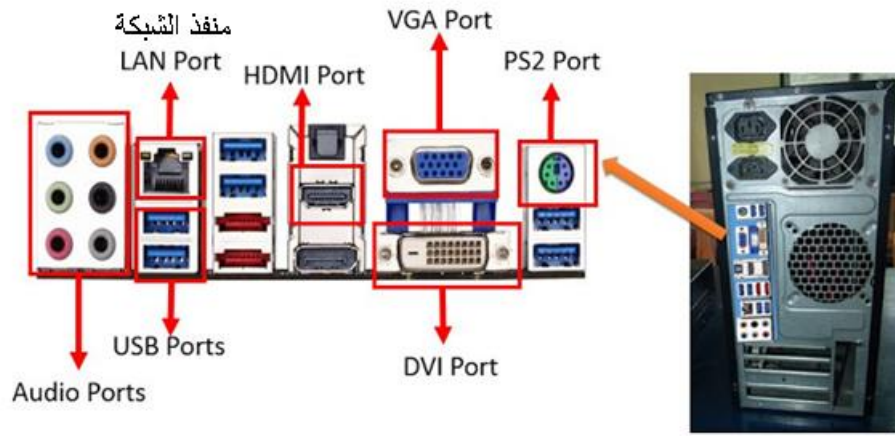 منفذ الشبكة
LAN Port
HDMI Port
VGA Port
PS2 Port
USB Ports
Audio Ports
DVI Port